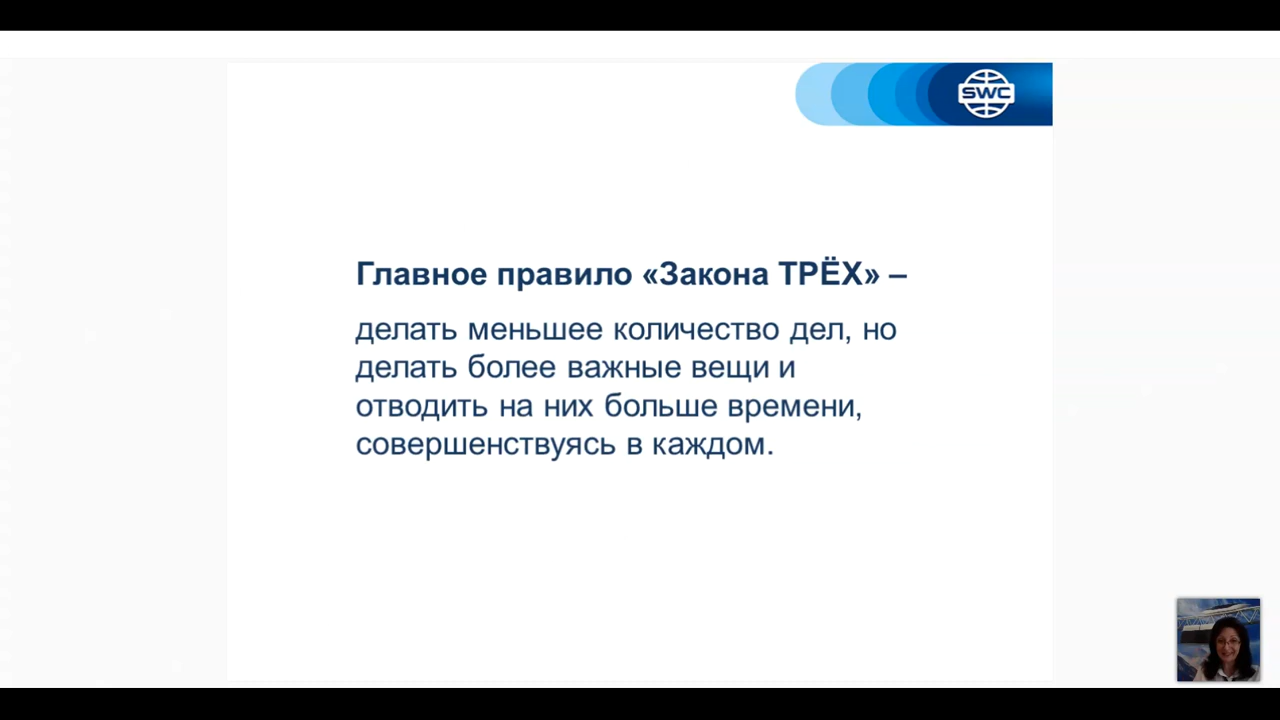 SWC
Главное правило «Закона ТРЁХ» –
делать меньшее количество дел, но
делать более важные вещи и
отводить на них больше времени,
совершенствуясь в каждом.